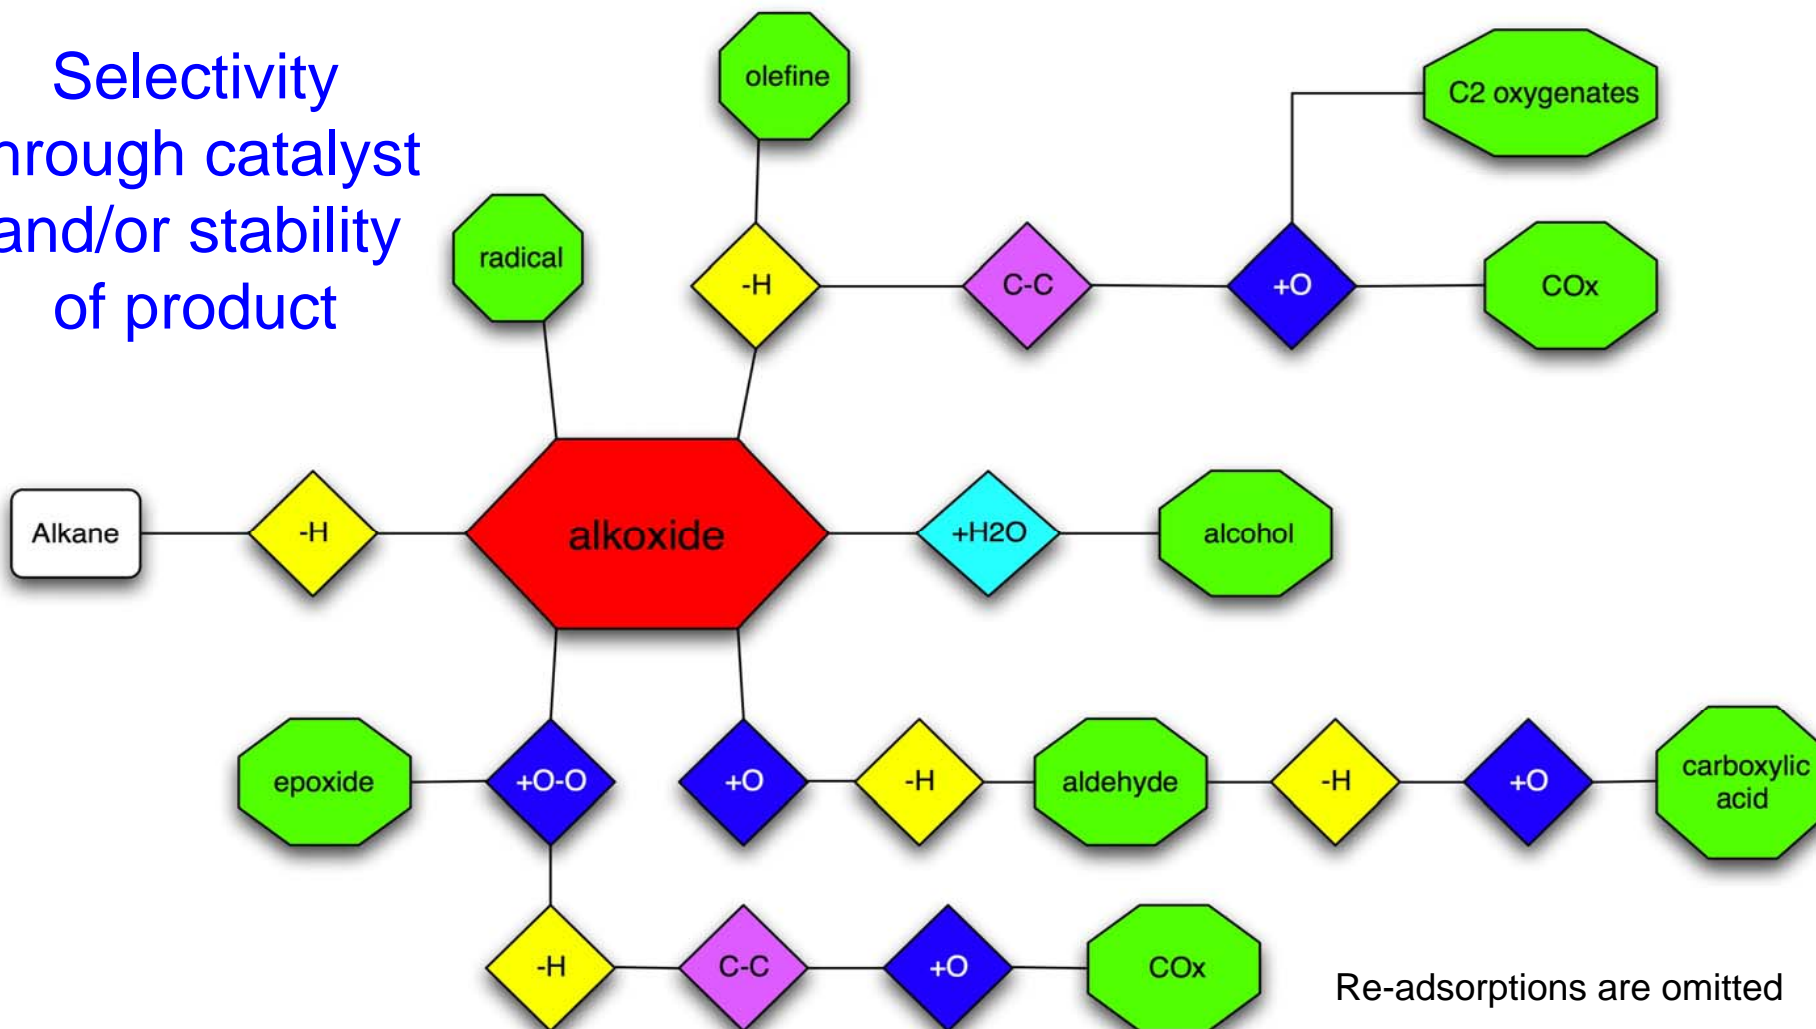 Selectivity
hrough catalyst
and/or stability
of product
olefine
C2 oxygenates
radical
-H
C-C
+O
COx
Alkane
-H
alkoxide
+H2O
alcohol
epoxide
+O-O
+O
-H
aldehyde
-H
+O
carboxylic
acid
-H
C-C
+O
COx
Re-adsorptions are omitted